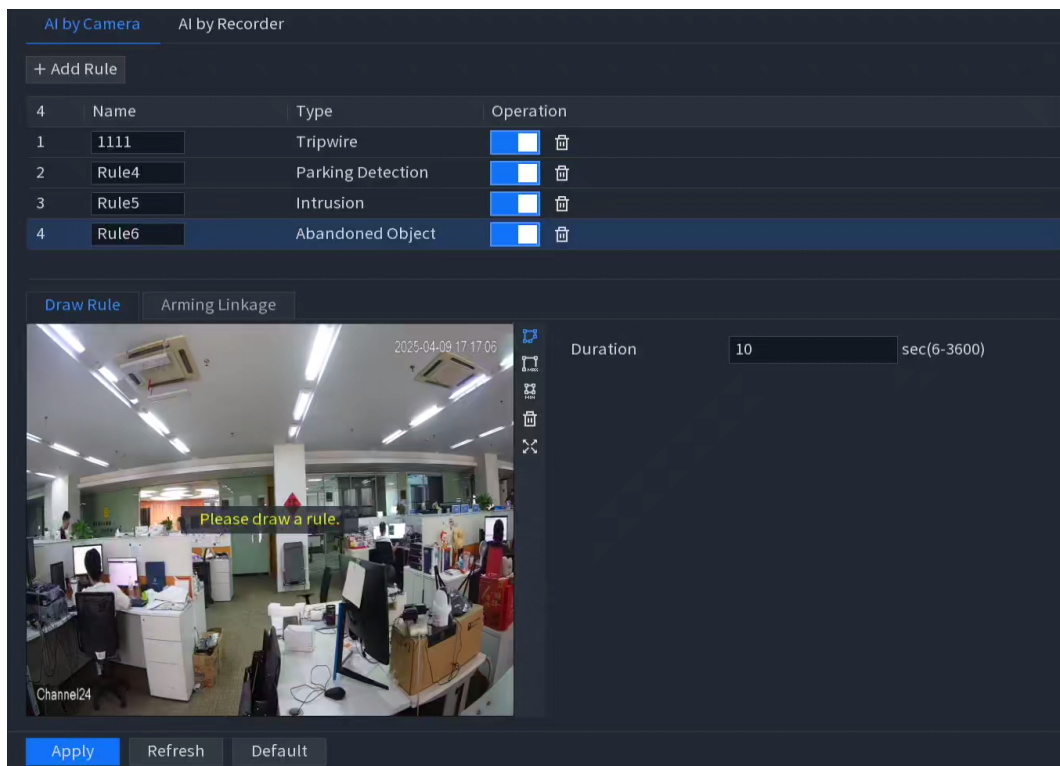 AI by Camera AI by Recorder
+ Add Rule
4 Name Type Operation
1 1111 Tripwire
2 Rule4 Parking Detection
3 Rule5 Intrusion
4 Rule6 Abandoned Object
Draw Rule Arming Linkage
2025-04-09 17 17:06
MAX
MIN
Duration 10 sec(6-3600)
Please draw a rule.
Channel24
Apply Refresh Default